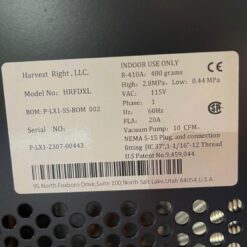 Harvest Right , LLC.
Model No: HRFDXL
BOM: P-LX1-SS-BOM 002
Serial NO:
P-LX1-2307-00443
INDOOR USE ONLY
R-410A: 480 grams
High: 2.8MPa. Low: 0.44 MPa
VAC: 115V
Phase: 1
Hz: 60Hz
FLA: 20A
Vacuum Pump: 10 CFM,
NEMA 5-15 Plug, and connection
fitting JIC 37°,1-1/16"-12 Thread
U.S Patent No.9,459,044
95 North Foxboro Drive,Suite 100,North Salt Lake,Utah 84054,U.S.A.